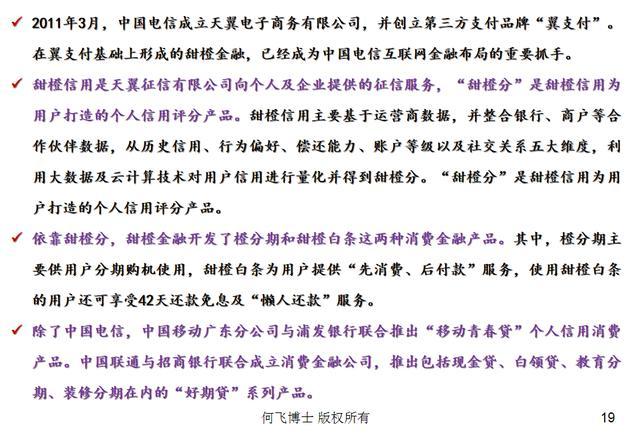 ✓ 2011年3月，中国电信成立天翼电子商务有限公司，并创立第三方支付品牌“翼支付”。
在翼支付基础上形成的甜橙金融，已经成为中国电信互联网金融布局的重要抓手。
✓ 甜橙信用是天翼征信有限公司向个人及企业提供的征信服务，“甜橙分”是甜橙信用为
用户打造的个人信用评分产品。甜橙信用主要基于运营商数据，并整合银行、商户等合
作伙伴数据，从历史信用、行为偏好、偿还能力、账户等级以及社交关系五大维度，利
用大数据及云计算技术对用户信用进行量化并得到甜橙分。“甜橙分”是甜橙信用为用
户打造的个人信用评分产品。
✓ 依靠甜橙分，甜橙金融开发了橙分期和甜橙白条这两种消费金融产品。其中，橙分期主
要供用户分期购机使用，甜橙白条为用户提供“先消费、后付款”服务，使用甜橙白条
的用户还可享受42天还款免息及“懒人还款”服务。
✓ 除了中国电信，中国移动广东分公司与浦发银行联合推出“移动青春贷”个人信用消费
产品。中国联通与招商银行联合成立消费金融公司，推出包括现金贷、白领贷、教育分
期、装修分期在内的“好期贷”系列产品。
何飞博士 版权所有
19